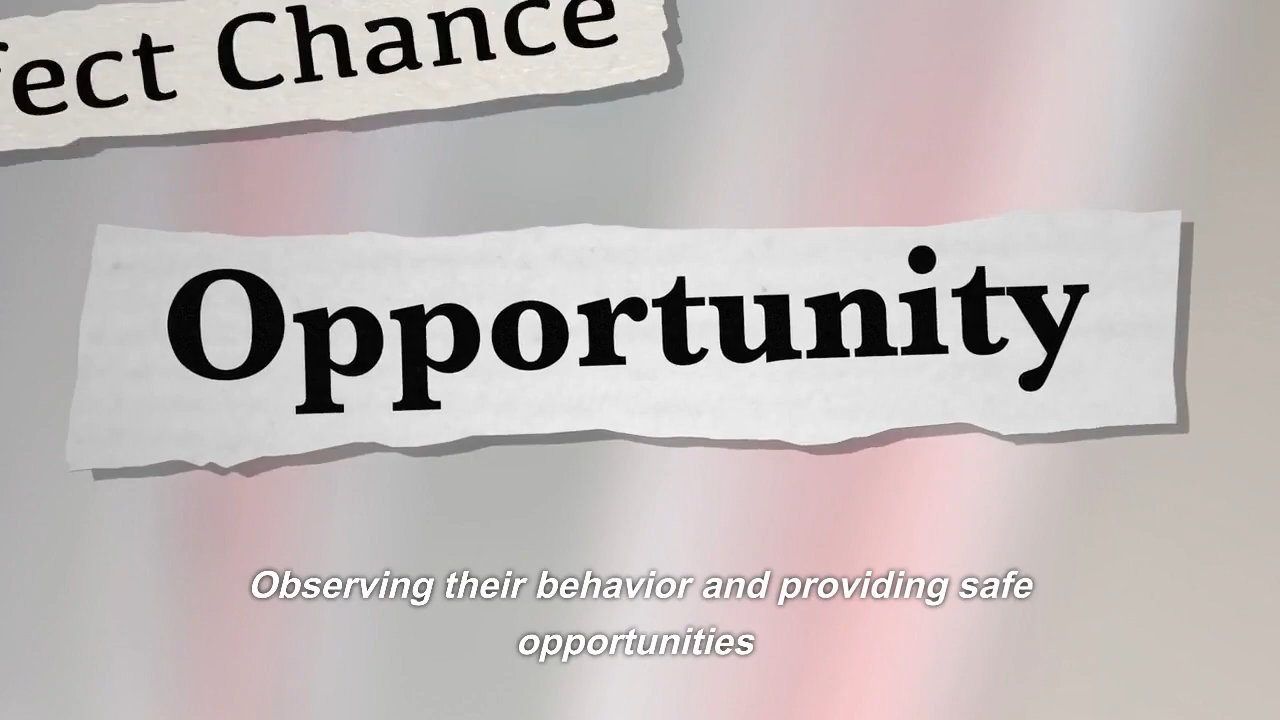 fect Chance
Opportunity
Observing their behavior and providing safe
opportunities